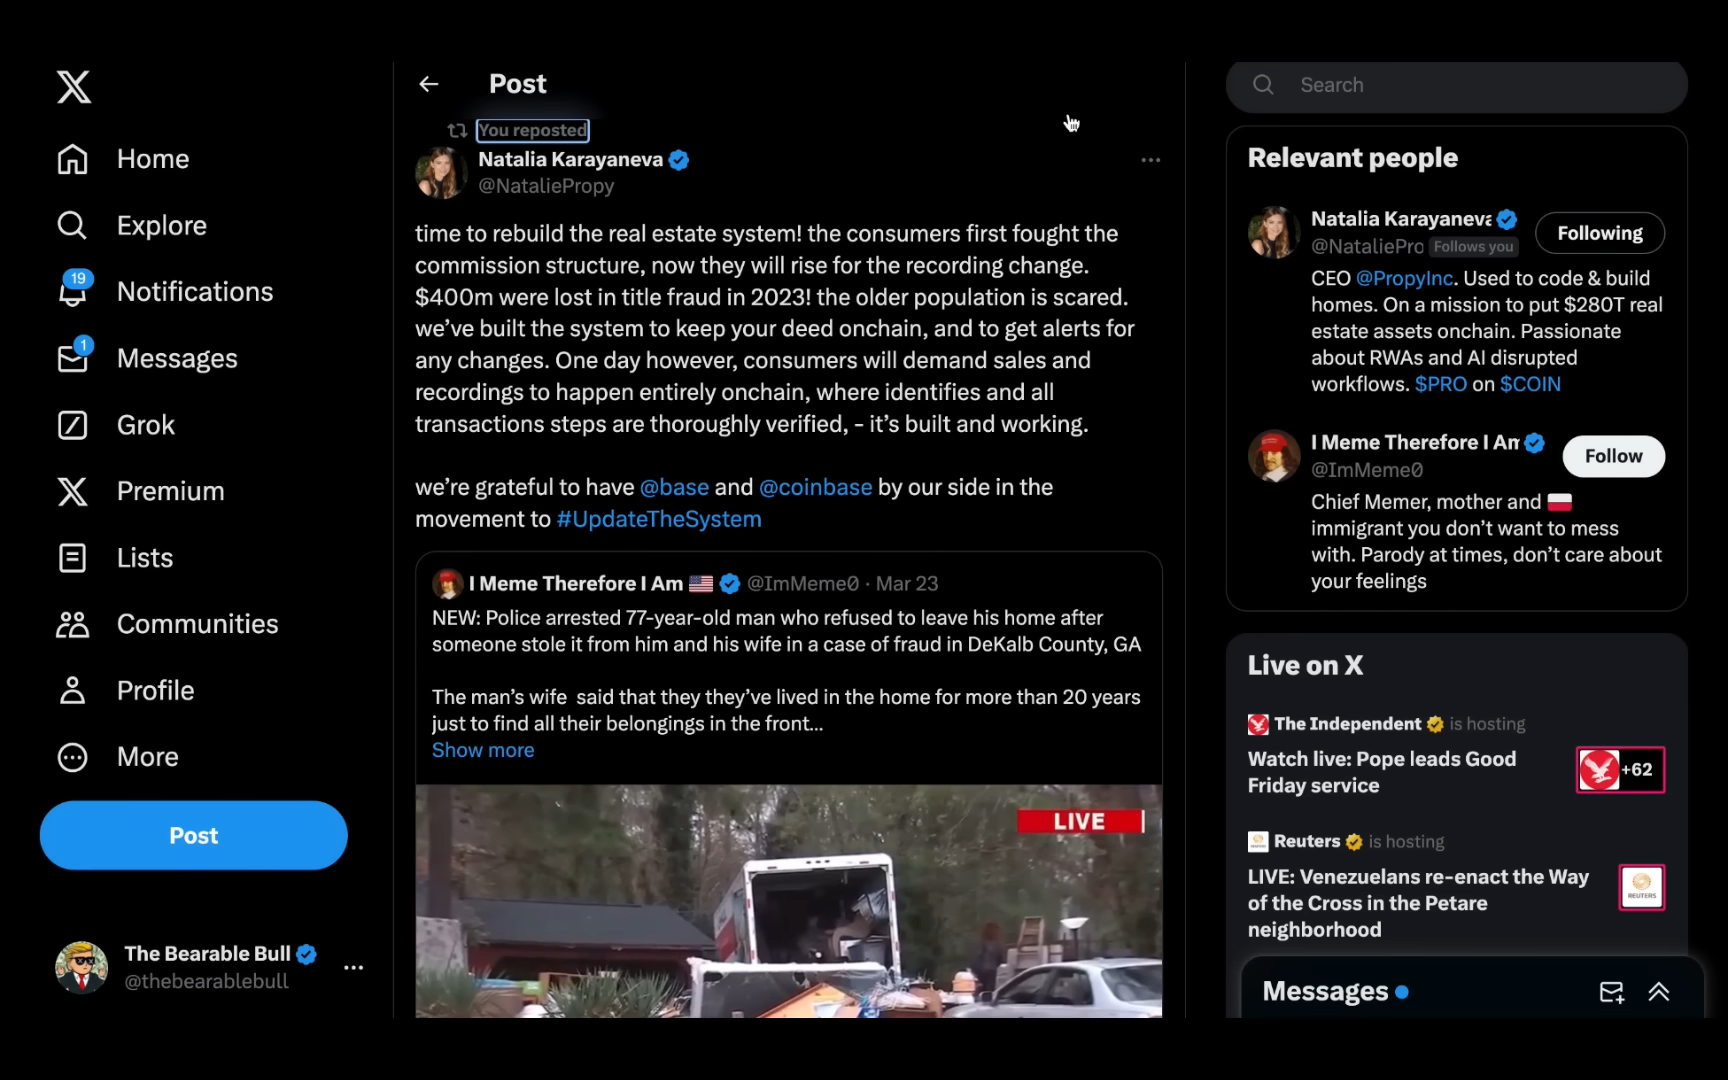 Home
Explore
19
Notifications
1
Messages
Grok
Premium
Lists
Communities
Profile
More
Post
The Bearable Bull
@thebearablebull
Post
You reposted
Natalia Karayaneva
@NataliePropy
time to rebuild the real estate system! the consumers first fought the
commission structure, now they will rise for the recording change.
$400m were lost in title fraud in 2023! the older population is scared.
we've built the system to keep your deed onchain, and to get alerts for
any changes. One day however, consumers will demand sales and
recordings to happen entirely onchain, where identifies and all
transactions steps are thoroughly verified, - it's built and working.
we're grateful to have @base and @coinbase by our side in the
movement to #UpdateTheSystem
I Meme Therefore I Am @ImMeme0 · Mar 23
NEW: Police arrested 77-year-old man who refused to leave his home after
someone stole it from him and his wife in a case of fraud in DeKalb County, GA
The man's wife said that they they've lived in the home for more than 20 years
just to find all their belongings in the front...
Show more
LIVE
Search
Relevant people
Natalia Karayaneva
@NataliePro Follows you
Following
CEO @PropyInc. Used to code & build
homes. On a mission to put $280T real
estate assets onchain. Passionate
about RWAs and AI disrupted
workflows. $PRO on $COIN
I Meme Therefore I Am
@ImMeme0
Follow
Chief Memer, mother and
immigrant you don't want to mess
with. Parody at times, don't care about
your feelings
Live on X
The Independent is hosting
Watch live: Pope leads Good
Friday service
+62
Reuters is hosting
LIVE: Venezuelans re-enact the Way
of the Cross in the Petare
neighborhood
REUTERS
Messages